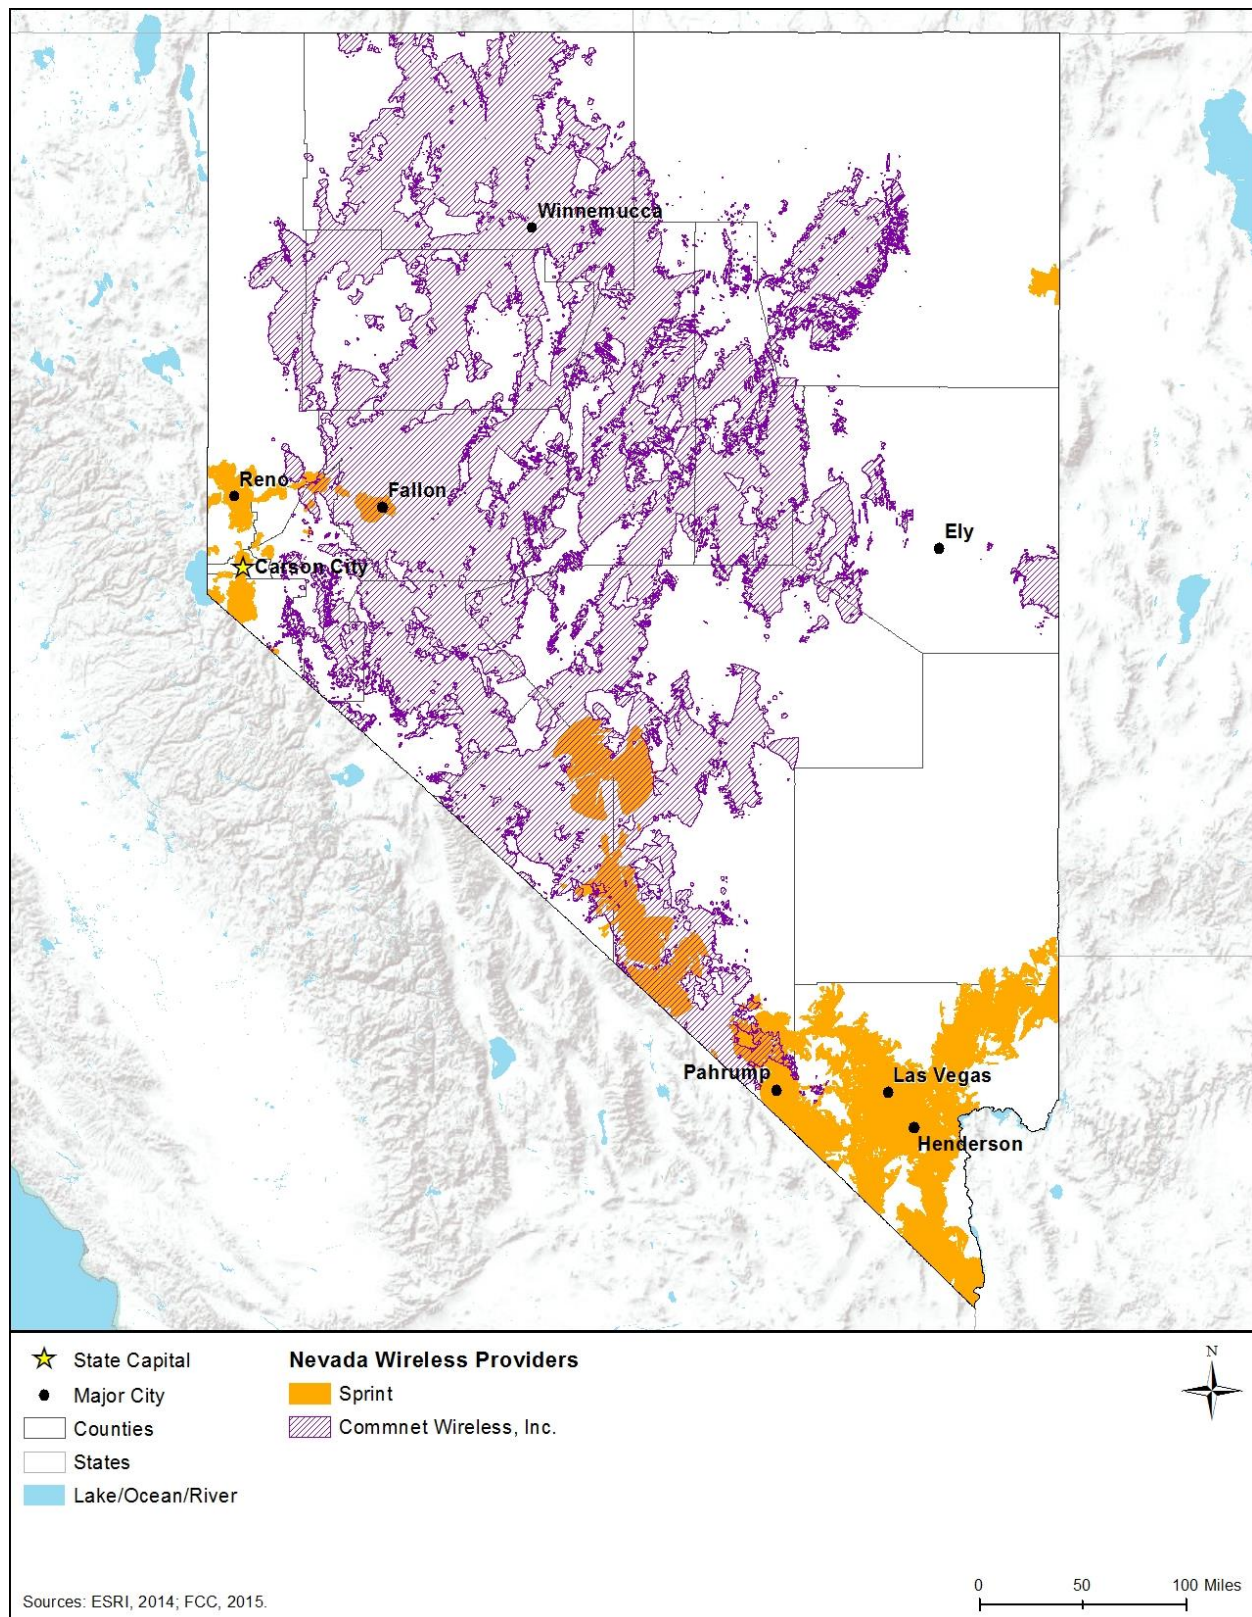 Winnemucca
Reno
Fallon
Ely
Carson City
Pahrump
Las Vegas
Henderson
State Capital
Major City
Counties
States
Lake/Ocean/River
Nevada Wireless Providers
Sprint
Commnet Wireless, Inc.
N
Sources: ESRI, 2014; FCC, 2015.
0 50 100 Miles